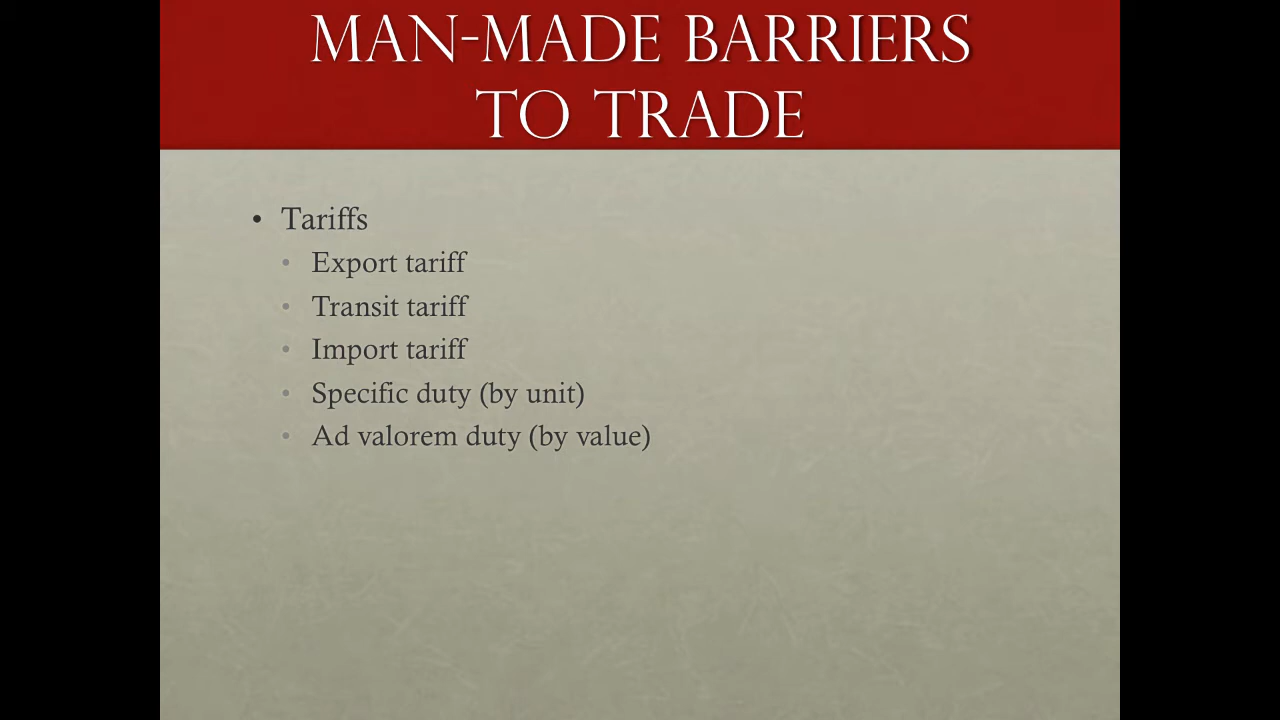 MAN-MADE BARRIERS
TO TRADE
• Tariffs
• Export tariff
• Transit tariff
• Import tariff
• Specific duty (by unit)
• Ad valorem duty (by value)